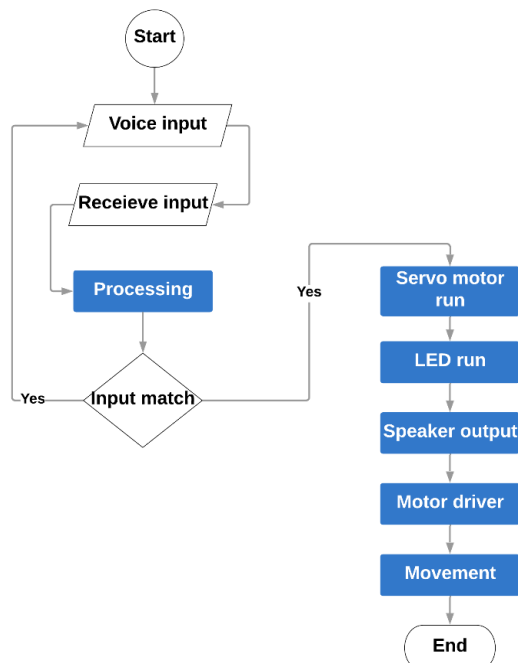 Start
Voice input
Receieve input
Processing
Input match
Yes
Yes
Servo motor
run
LED run
Speaker output
Motor driver
Movement
End